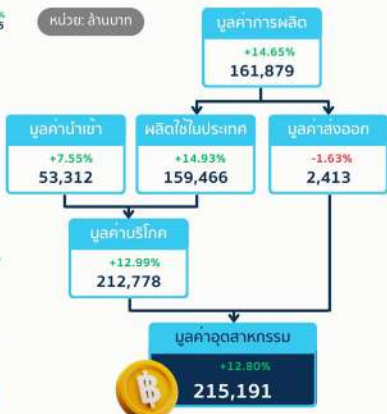 หน่วย: ล้านบาท
มูลค่าการผลิต
+14.65%
161,879
มูลค่านำเข้า
+7.55%
53,312
ผลิตใช้ในประเทศ
+14.93%
159,466
มูลค่าส่งออก
-1.63%
2,413
มูลค่าบริโภค
+12.99%
212,778
มูลค่าอุตสาหกรรม
+12.80%
215,191
฿